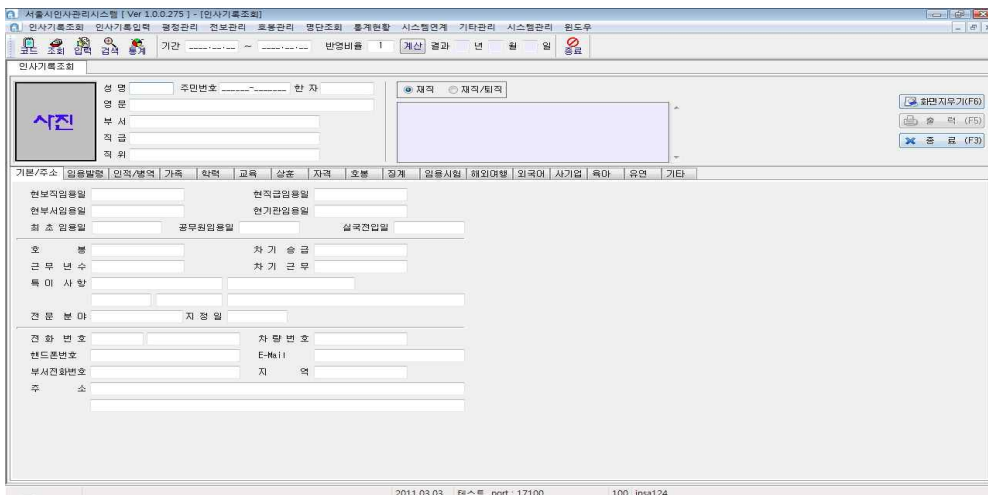 서울시인사관리시스템 [ Ver 1.0.0.275 ] - [인사기록조회]
인사기록조회 인사기록입력 평정관리 전보관리 호봉관리 명단조회 통계현황 시스템연계 기타관리 시스템관리 윈도우
코드 조회 입력 검색 통계 기간 ____.__.__ ~ ____.__.__ 반영비율 1 계산 결과 년 월 일 종료
인사기록조회
사진
성 명 주민번호 ______-_______ 한 자 재직 재직/퇴직
영 문 화면지우기(F6)
부 서 출 력 (F5)
직 급 종 료 (F3)
직 위
기본/주소 임용발령 인적/병역 가족 학력 교육 상훈 자격 호봉 징계 임용시험 해외여행 외국어 사기업 육아 유연 기타
현보직임용일 현직급임용일
현부서임용일 현기관임용일
최 초 임용일 공무원임용일 실국전입일
호 봉 차 기 승 급
근 무 년 수 차 기 근 무
특 이 사 항
전 문 분 야 지 정 일
전 화 번 호 차 량 번 호
핸드폰번호 E-Mail
부서전화번호 지 역
주 소
2011.03.03 테스트 port : 17100 100 insa124